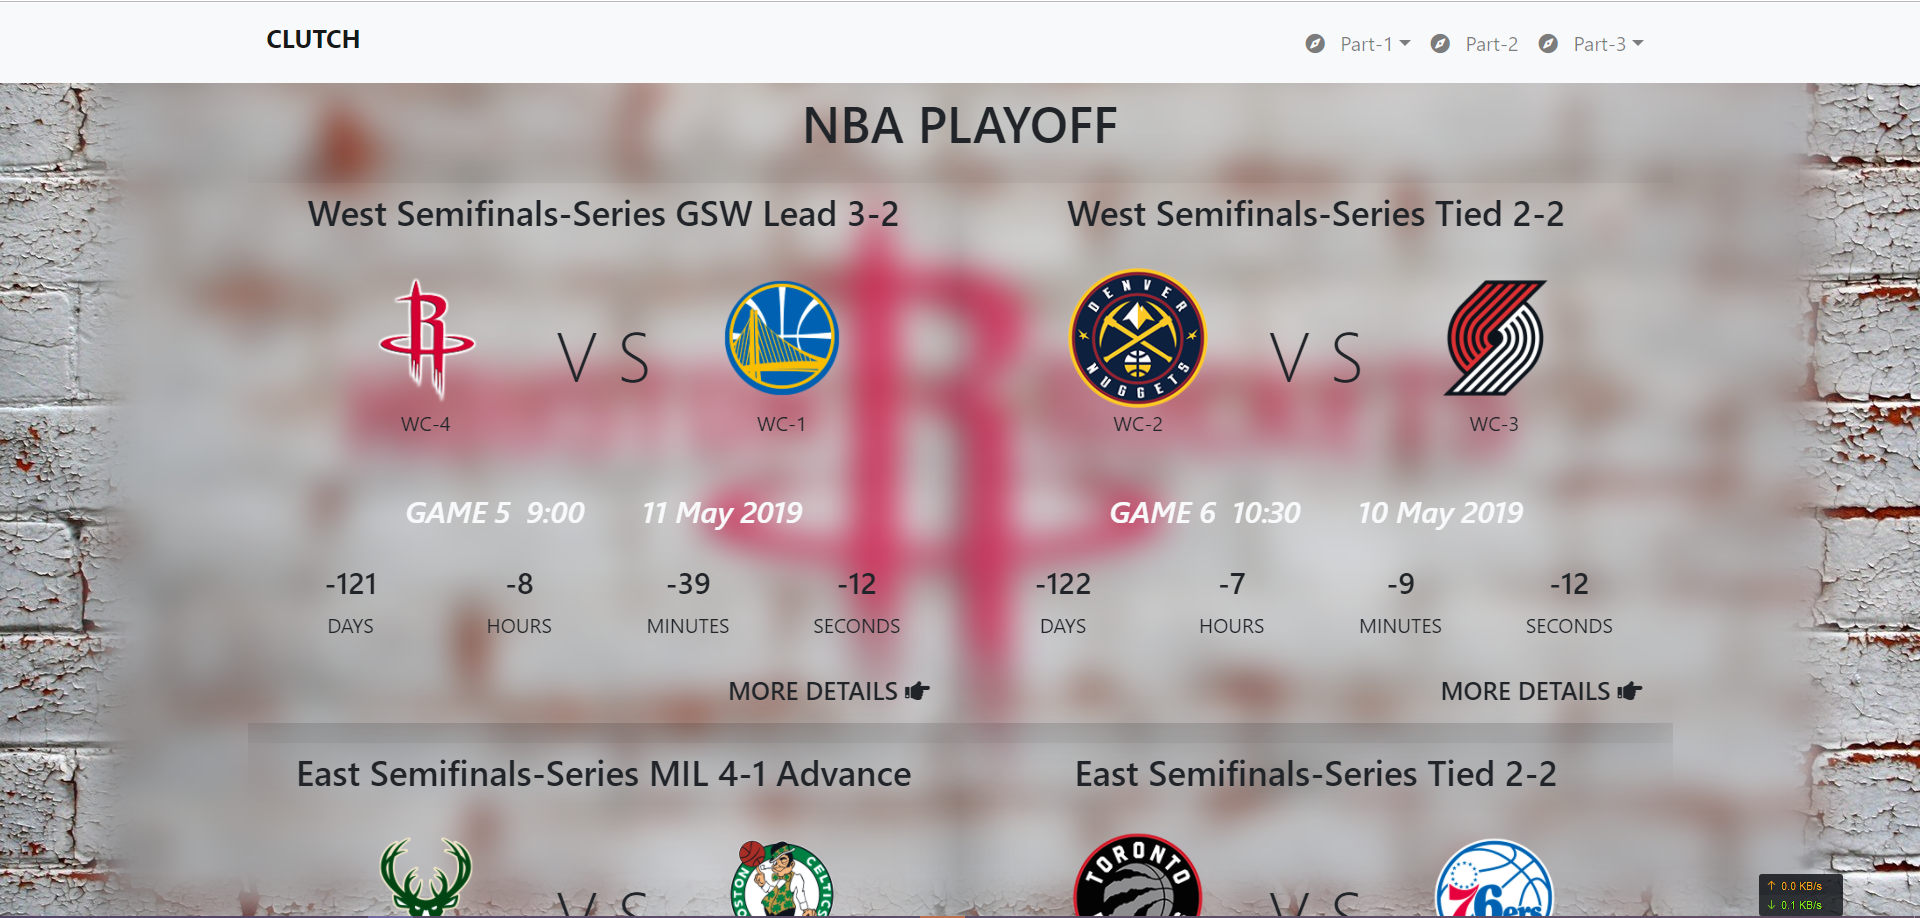 CLUTCH
Part-1
Part-2
Part-3
NBA PLAYOFF
West Semifinals-Series GSW Lead 3-2
West Semifinals-Series Tied 2-2
V S
DENVER
NUGGETS
V S
WC-4
WC-1
WC-2
WC-3
GAME 5 9:00 11 May 2019
GAME 6 10:30 10 May 2019
-121 -8 -39 -12
DAYS HOURS MINUTES SECONDS
-122 -7 -9 -12
DAYS HOURS MINUTES SECONDS
MORE DETAILS
MORE DETAILS
East Semifinals-Series MIL 4-1 Advance
East Semifinals-Series Tied 2-2
V S
CELTICS
TORONTO
V S
76ers
↑ 0.0 KB/s
↓ 0.1 KB/s